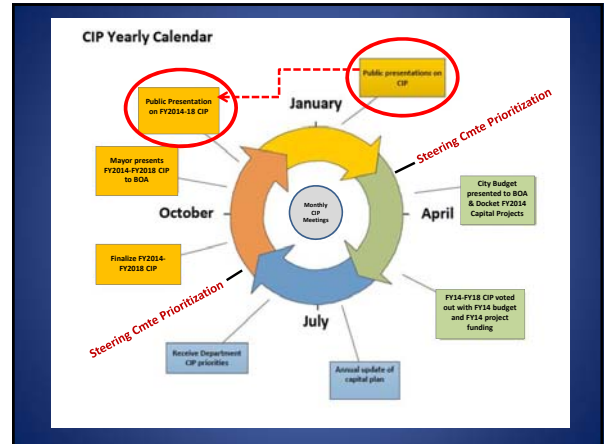 CIP Yearly Calendar
Public presentations on
CIP
Public Presentation
on FY2014-18 CIP
January
Steering Cmte Prioritization
Mayor presents
FY2014-FY2018 CIP
to BOA
October
Monthly
CIP
Meetings
April
City Budget
presented to BOA
& Docket FY2014
Capital Projects
Finalize FY2014-
FY2018 CIP
Steering Cmte Prioritization
July
FY14-FY18 CIP voted
out with FY14 budget
and FY14 project
funding
Receive Department
CIP priorities
Annual update of
capital plan